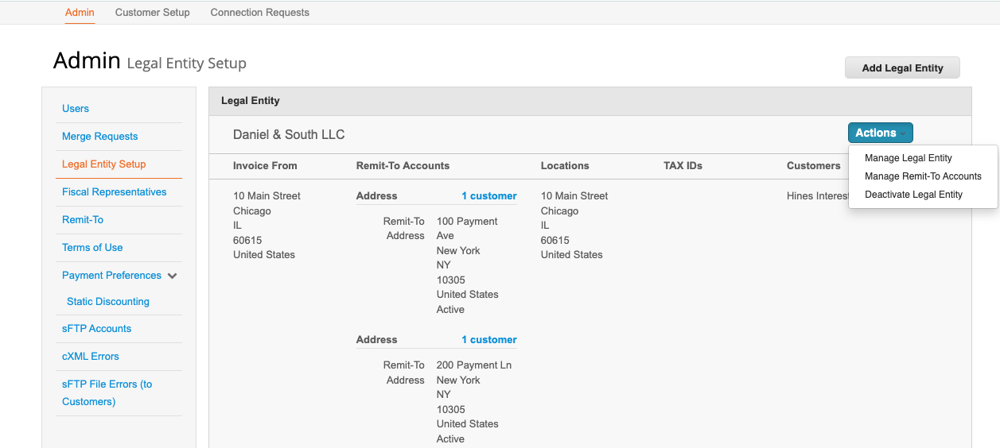 Admin Customer Setup Connection Requests
Admin Legal Entity Setup
Add Legal Entity
Users
Merge Requests
Legal Entity Setup
Fiscal Representatives
Remit-To
Terms of Use
Payment Preferences
Static Discounting
sFTP Accounts
cXML Errors
sFTP File Errors (to
Customers)
Legal Entity
Daniel & South LLC
Actions
Manage Legal Entity
Manage Remit-To Accounts
Deactivate Legal Entity
Invoice From
10 Main Street
Chicago
IL
60615
United States
Remit-To Accounts
Address 1 customer
Remit-To 100 Payment
Address Ave
New York
NY
10305
United States
Active
Address 1 customer
Remit-To 200 Payment Ln
Address New York
NY
10305
United States
Active
Locations
10 Main Street
Chicago
IL
60615
United States
TAX IDs
Customers
Hines